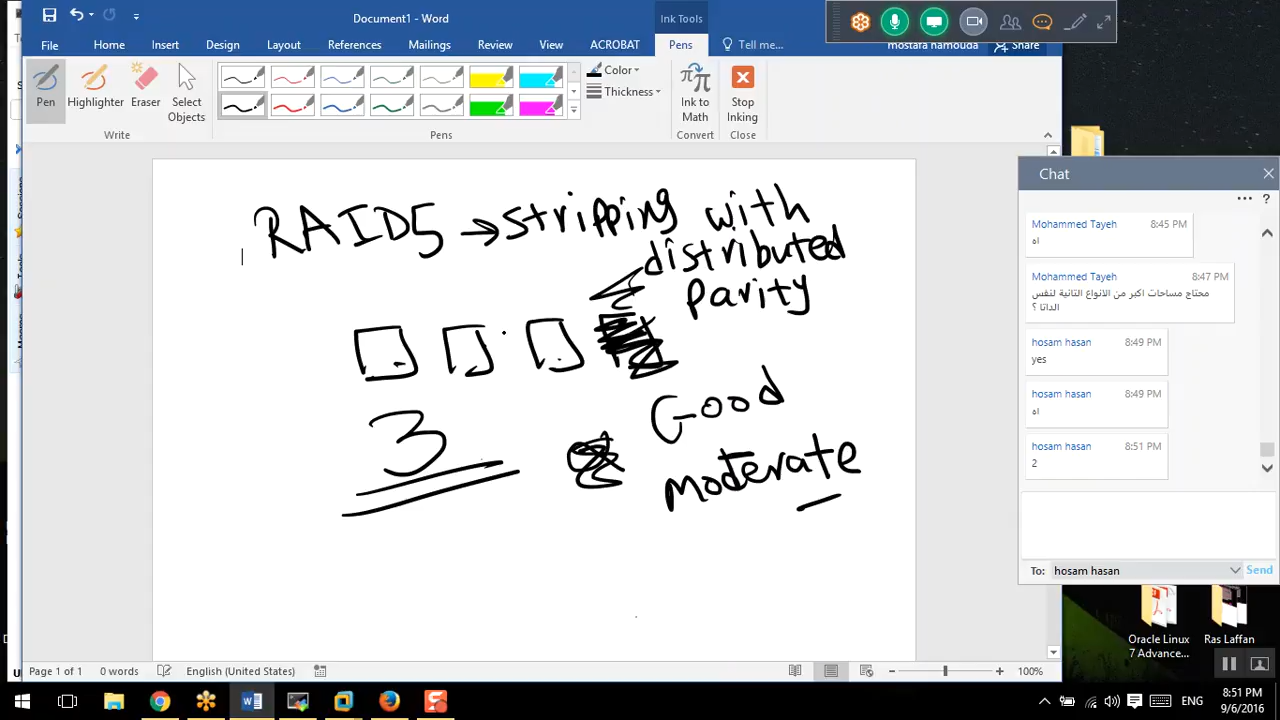 Document1 - Word
Ink Tools
File
Home
Insert
Design
Layout
References
Mailings
Review
View
ACROBAT
Pens
Tell me...
mostafa hamouda
Share
Pen
Highlighter
Eraser
Select
Objects
Color
Thickness
Ink to
Math
Stop
Inking
Write
Pens
Convert
Close
RAID5 → stripping with
distributed
parity
3
Good
moderate
Chat
Mohammed Tayeh 8:45 PM
اه
Mohammed Tayeh 8:47 PM
محتاج مساحات اكبر من الانواع التانية لنفس
الداتا ؟
hosam hasan 8:49 PM
yes
hosam hasan 8:49 PM
اه
hosam hasan 8:51 PM
2
To: hosam hasan
Send
Oracle Linux
7 Advance...
Ras Laffan
Page 1 of 1
0 words
English (United States)
100%
ENG
8:51 PM
9/6/2016